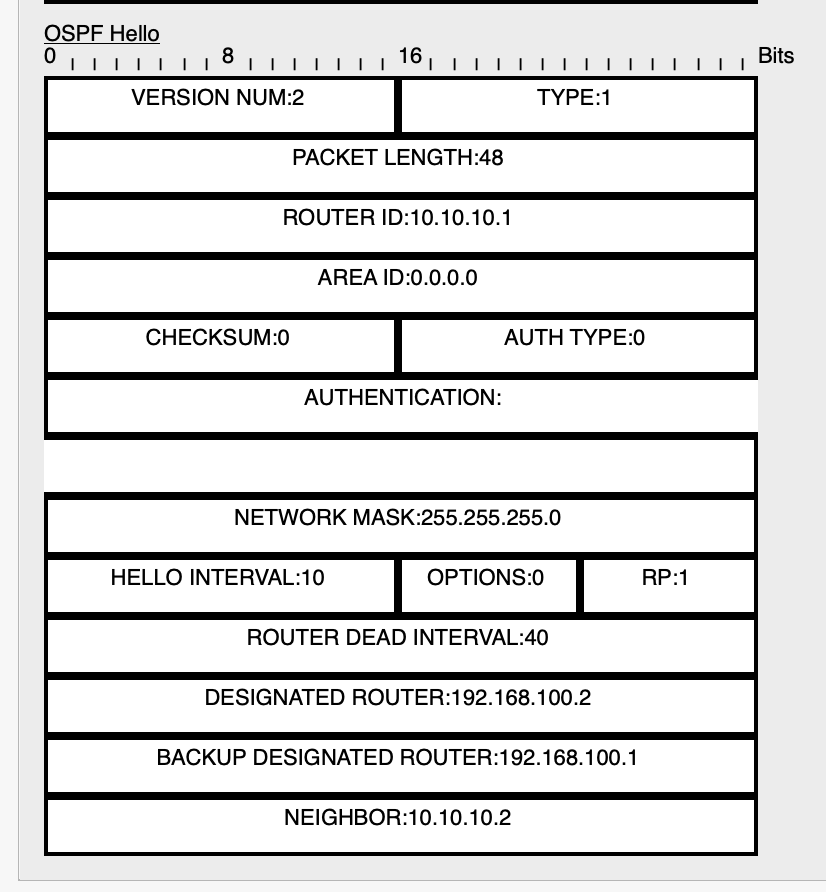 OSPF Hello
0 8 16 Bits
VERSION NUM:2 TYPE:1
PACKET LENGTH:48
ROUTER ID:10.10.10.1
AREA ID:0.0.0.0
CHECKSUM:0 AUTH TYPE:0
AUTHENTICATION:
NETWORK MASK:255.255.255.0
HELLO INTERVAL:10 OPTIONS:0 RP:1
ROUTER DEAD INTERVAL:40
DESIGNATED ROUTER:192.168.100.2
BACKUP DESIGNATED ROUTER:192.168.100.1
NEIGHBOR:10.10.10.2